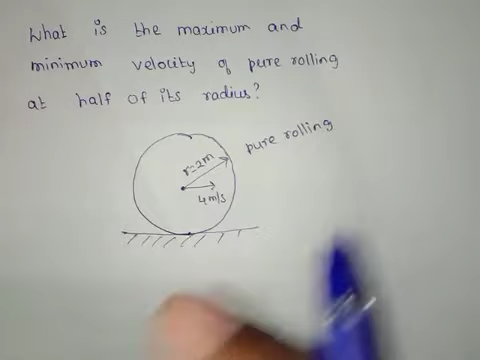 What is the maximum and
minimum velocity of pure rolling
at half of its radius?
pure rolling
r=2m
4m/s